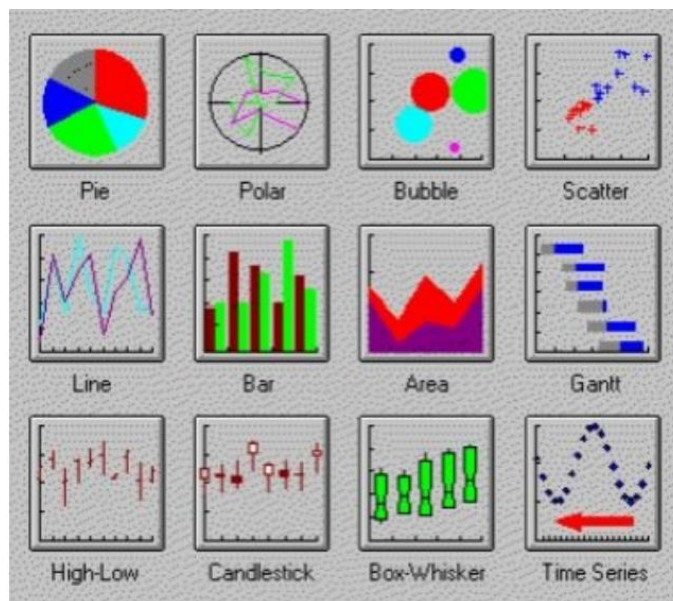 Pie Polar Bubble Scatter
Line Bar Area Gantt
High-Low Candlestick Box-Whisker Time Series